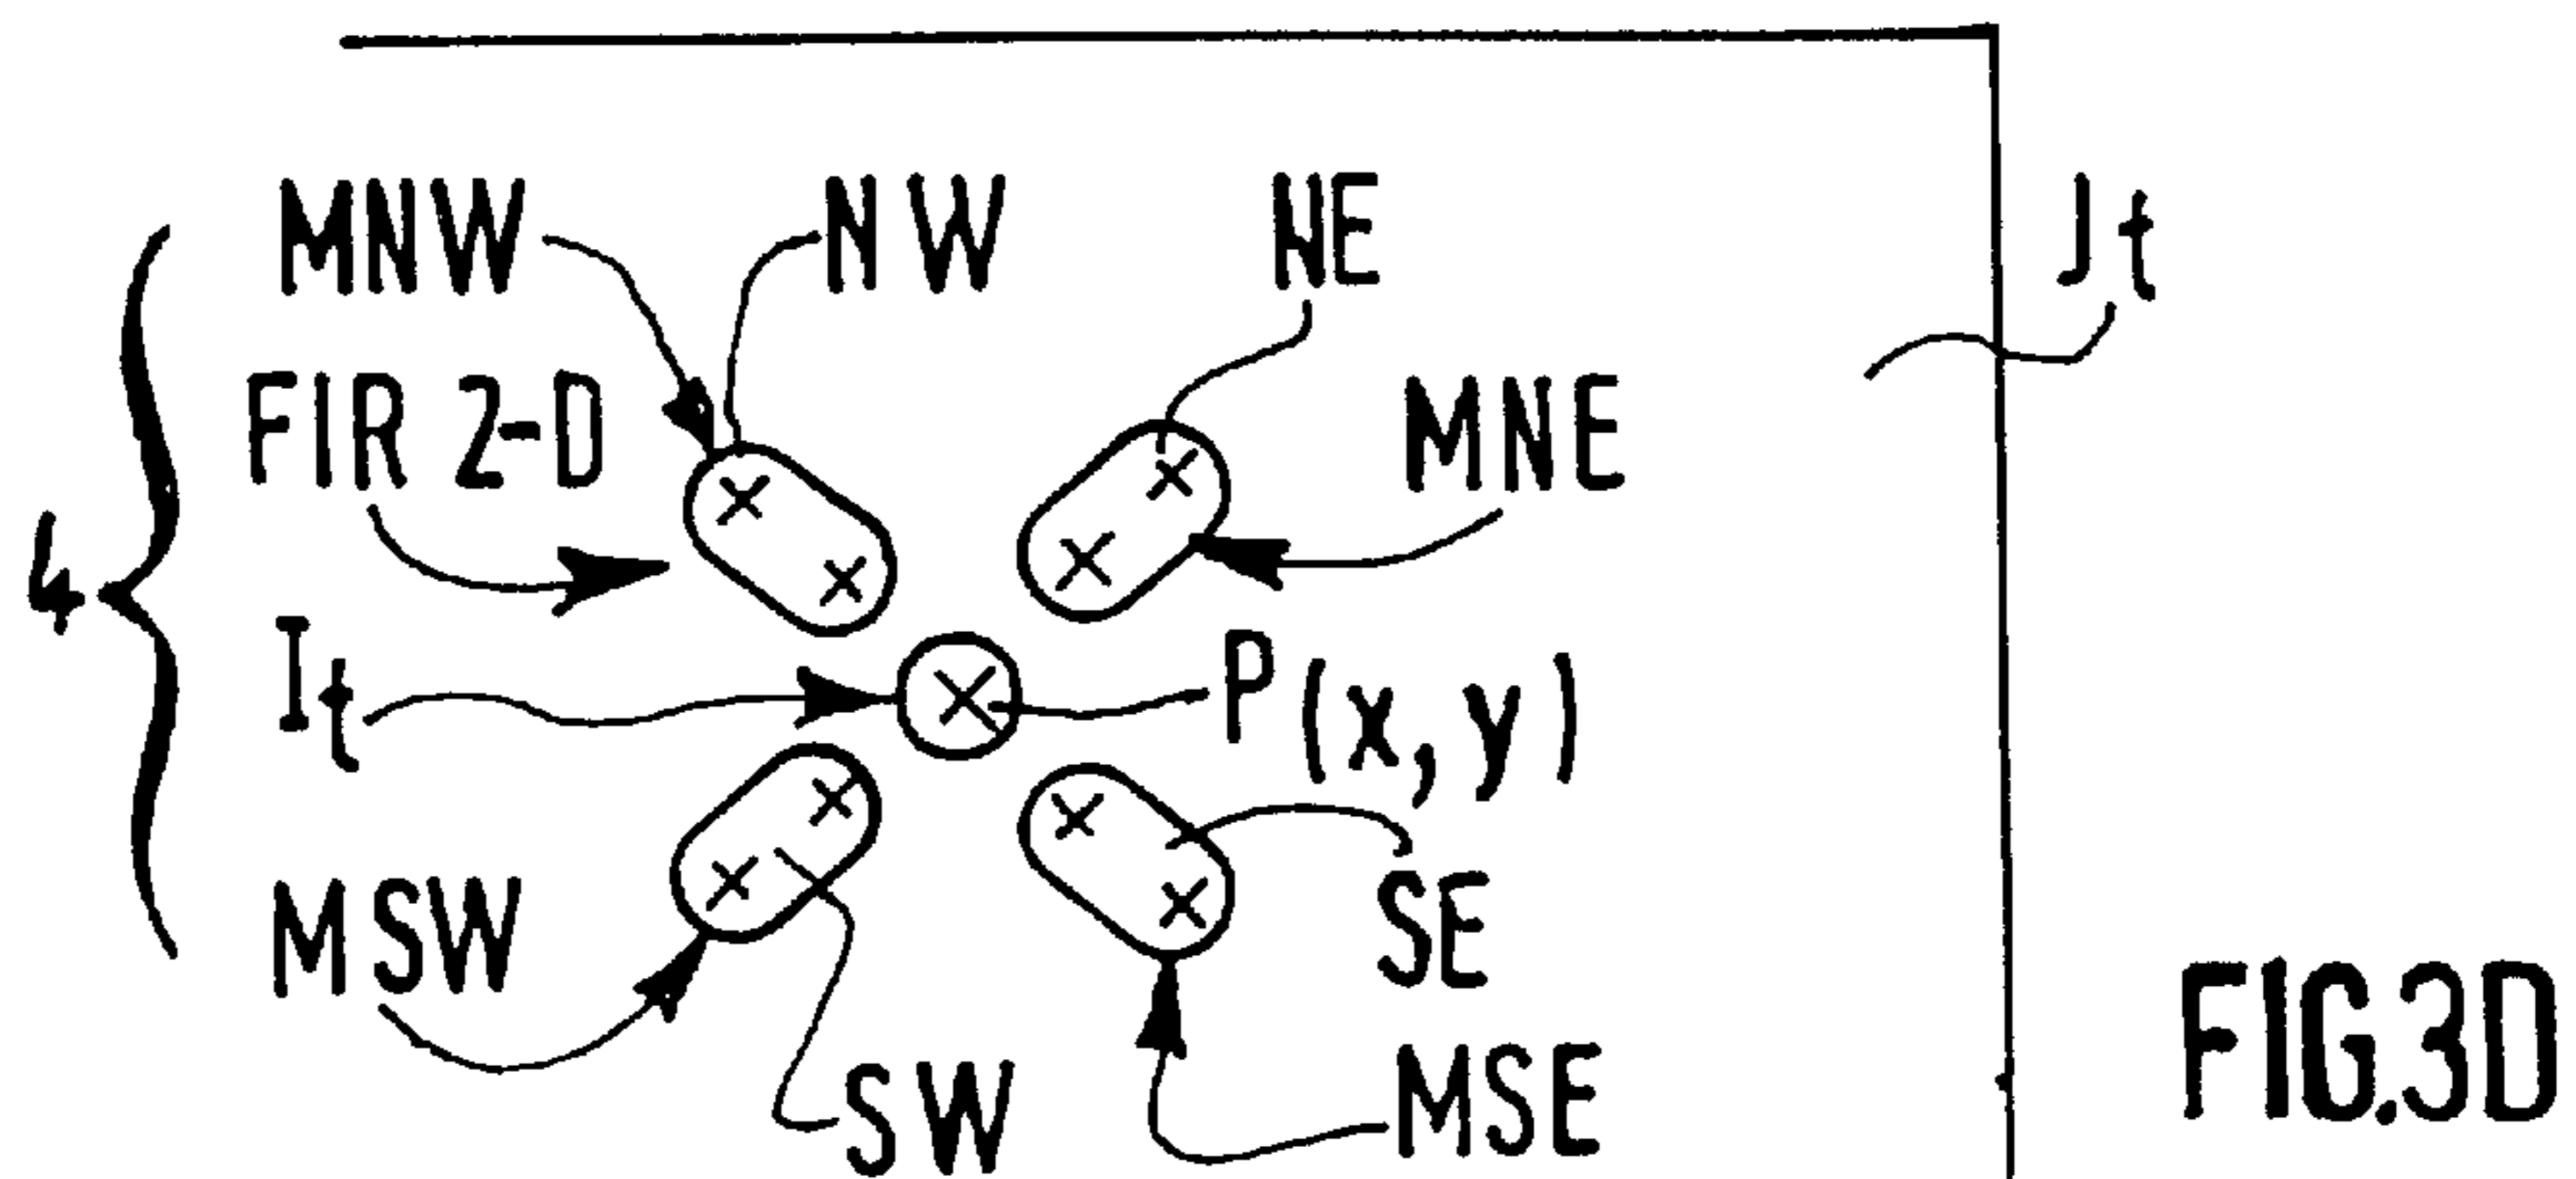 MNW NW NE Jt
FIR 2-D MNE
4
It P(x,y)
MSW SE
SW MSE
FIG.3D